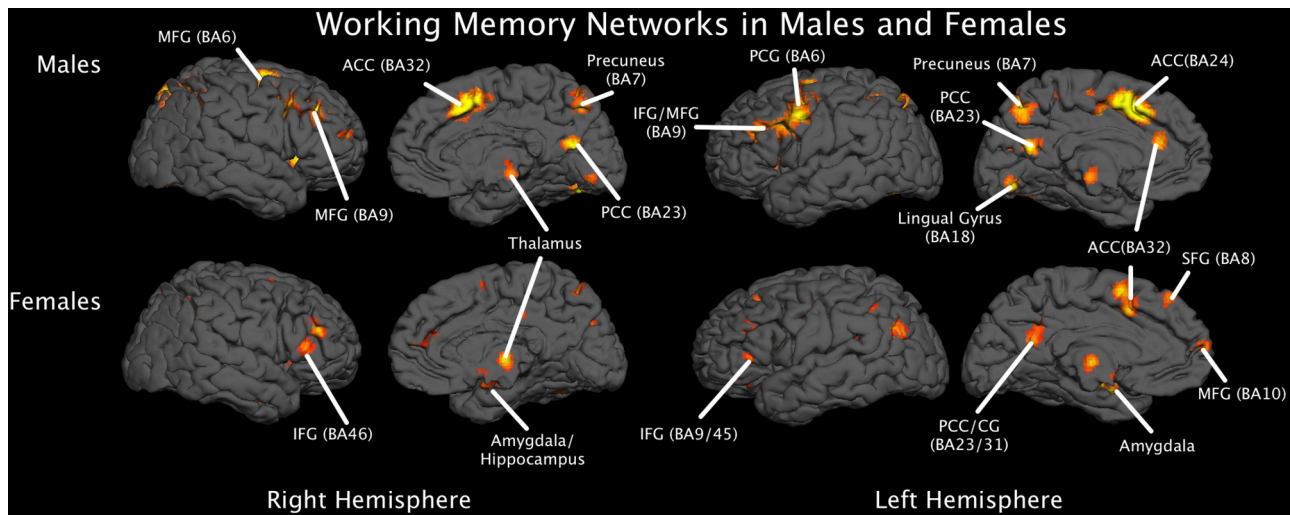 Working Memory Networks in Males and Females
Males
MFG (BA6)
ACC (BA32)
Precuneus
(BA7)
MFG (BA9)
PCC (BA23)
Thalamus
PCG (BA6)
IFG/MFG
(BA9)
Precuneus (BA7)
PCC
(BA23)
ACC(BA24)
Lingual Gyrus
(BA18)
ACC(BA32)
SFG (BA8)
Females
IFG (BA46)
Amygdala/
Hippocampus
IFG (BA9/45)
PCC/CG
(BA23/31)
Amygdala
MFG (BA10)
Right Hemisphere
Left Hemisphere